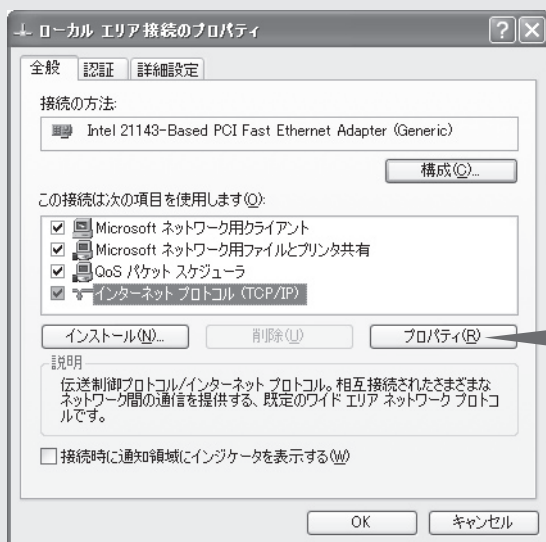 ローカル エリア接続のプロパティ
全般 認証 詳細設定
接続の方法:
Intel 21143-Based PCI Fast Ethernet Adapter (Generic)
構成(C)...
この接続は次の項目を使用します(O):
Microsoft ネットワーク用クライアント
Microsoft ネットワーク用ファイルとプリンタ共有
QoS パケット スケジューラ
インターネット プロトコル (TCP/IP)
インストール(N)... 削除(U) プロパティ(R)
説明
伝送制御プロトコル/インターネット プロトコル。相互接続されたさまざまな
ネットワーク間の通信を提供する、既定のワイド エリア ネットワーク プロトコ
ルです。
接続時に通知領域にインジケータを表示する(W)
OK キャンセル